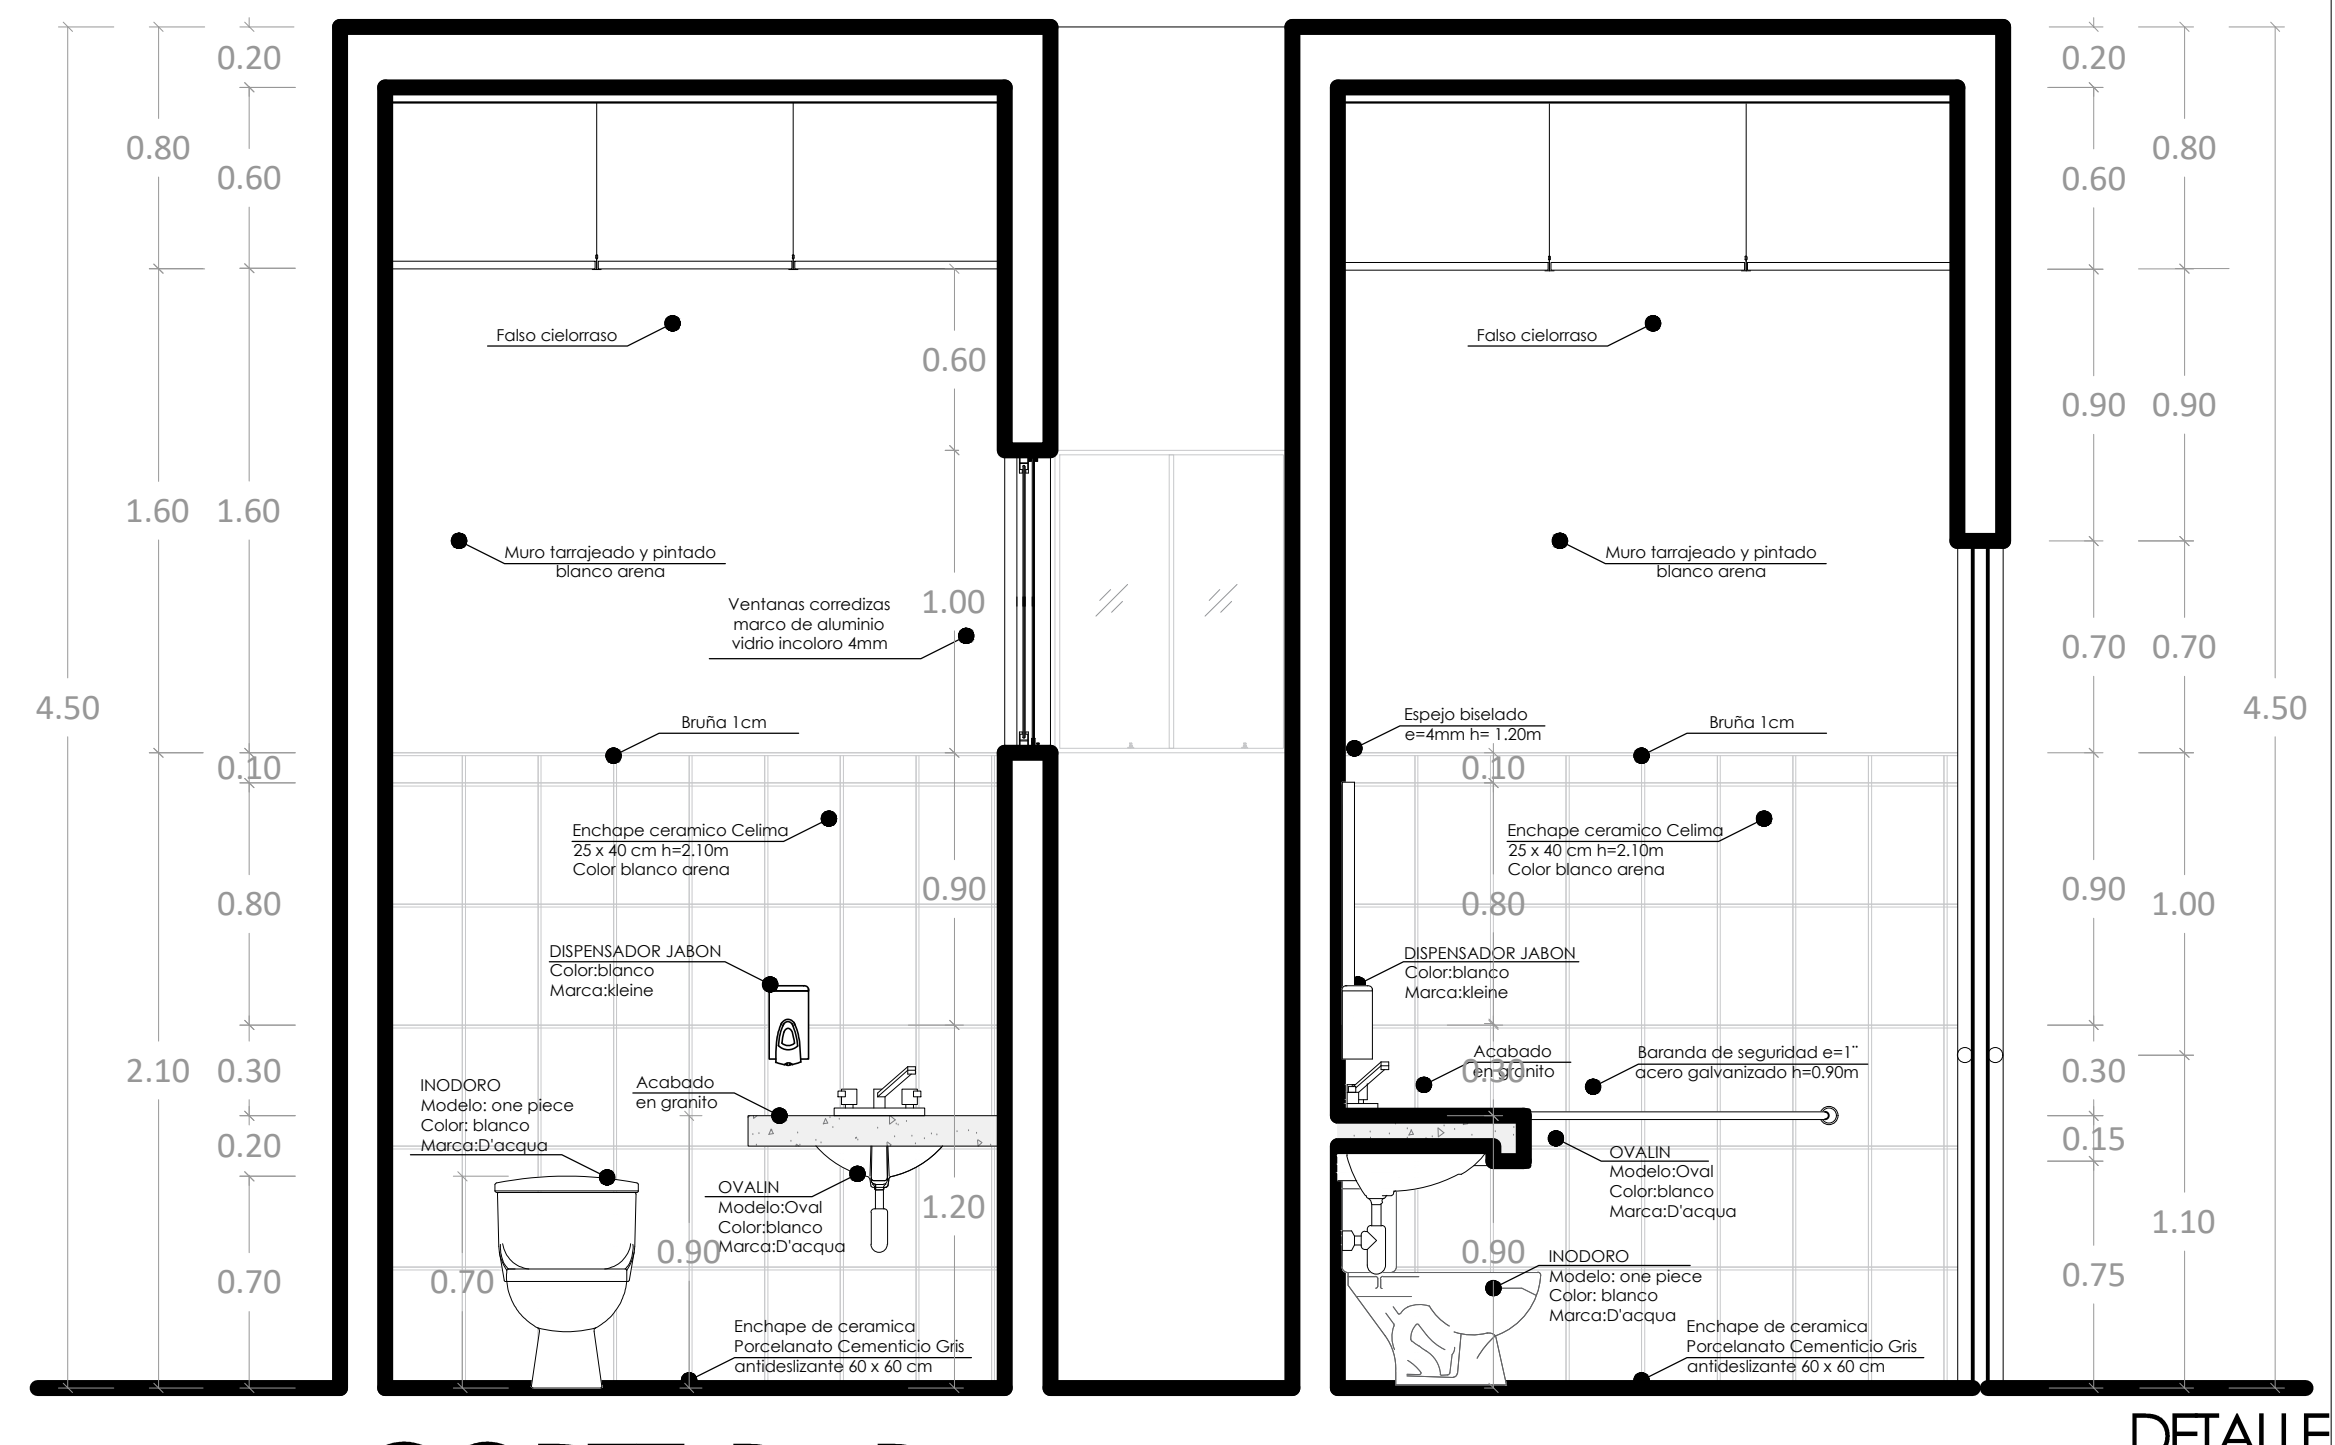 0.20
0.80
0.60
1.60
1.60
4.50
0.10
0.80
2.10
0.30
0.20
0.70
Falso cielorraso
0.60
Muro tarrajeado y pintado
blanco arena
Ventanas corredizas
marco de aluminio
vidrio incoloro 4mm
1.00
Bruña 1cm
Enchape ceramico Celima
25 x 40 cm h=2.10m
Color blanco arena
0.90
DISPENSADOR JABON
Color:blanco
Marca:kleine
INODORO
Modelo: one piece
Color: blanco
Marca:D'acqua
Acabado
en granito
OVALIN
Modelo:Oval
Color:blanco
Marca:D'acqua
1.20
0.90
0.70
Enchape de ceramica
Porcelanato Cementicio Gris
antideslizante 60 x 60 cm
Falso cielorraso
Muro tarrajeado y pintado
blanco arena
Espejo biselado
e=4mm h= 1.20m
Bruña 1cm
0.10
Enchape ceramico Celima
25 x 40 cm h=2.10m
Color blanco arena
0.80
DISPENSADOR JABON
Color:blanco
Marca:kleine
Acabado
en granito
0.30
Baranda de seguridad e=1¨
acero galvanizado h=0.90m
OVALIN
Modelo:Oval
Color:blanco
Marca:D'acqua
0.90
INODORO
Modelo: one piece
Color: blanco
Marca:D'acqua
Enchape de ceramica
Porcelanato Cementicio Gris
antideslizante 60 x 60 cm
0.20
0.80
0.60
0.90
0.90
0.70
0.70
4.50
0.90
1.00
0.30
0.15
1.10
0.75
DETALLE